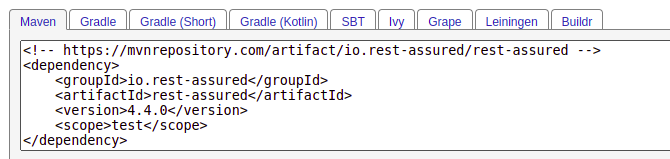 Maven Gradle Gradle (Short) Gradle (Kotlin) SBT Ivy Grape Leiningen Buildr
<!-- https://mvnrepository.com/artifact/io.rest-assured/rest-assured -->
<dependency>
    <groupId>io.rest-assured</groupId>
    <artifactId>rest-assured</artifactId>
    <version>4.4.0</version>
    <scope>test</scope>
</dependency>